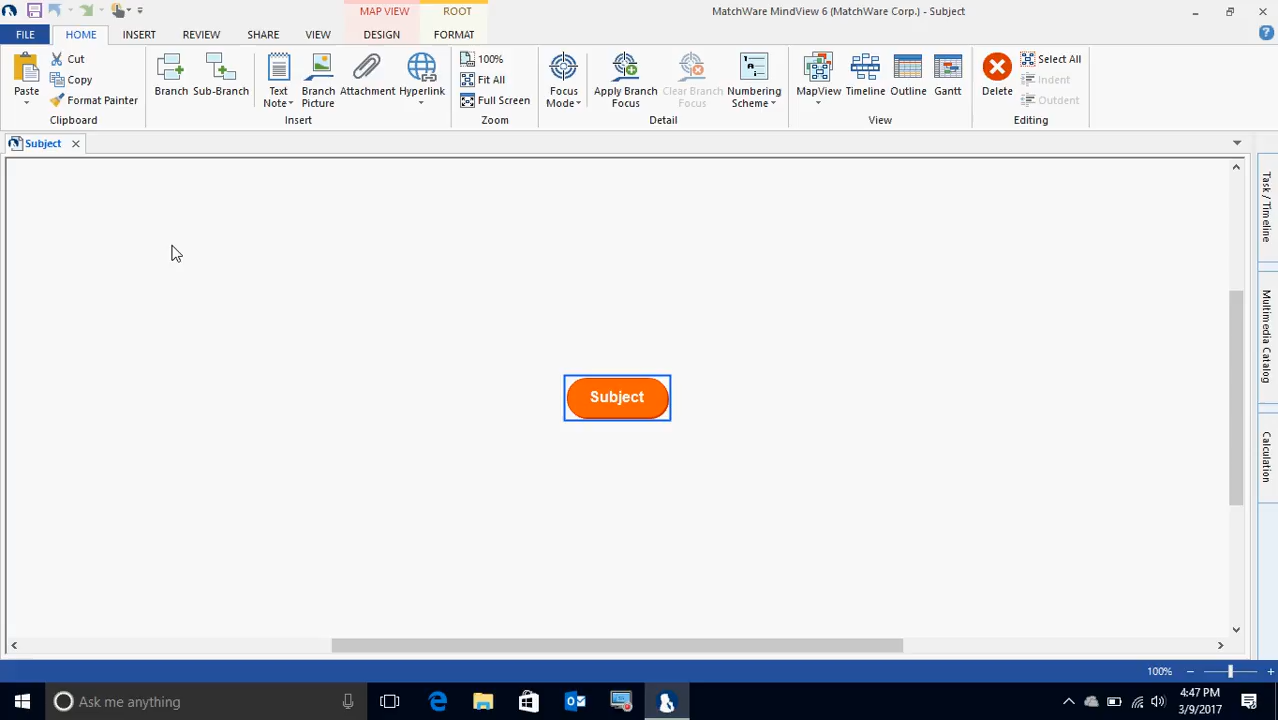 MAP VIEW ROOT MatchWare MindView 6 (MatchWare Corp.) - Subject
FILE HOME INSERT REVIEW SHARE VIEW DESIGN FORMAT
Paste
Cut
Copy
Format Painter
Clipboard
Branch
Sub-Branch
Text Note
Branch Picture
Attachment
Hyperlink
Insert
100%
Fit All
Full Screen
Zoom
Focus Mode
Apply Branch Focus
Clear Branch Focus
Numbering Scheme
Detail
MapView
Timeline
Outline
Gantt
View
Delete
Select All
Indent
Outdent
Editing
Subject
Subject
Task / Timeline
Multimedia Catalog
Calculation
100%
Ask me anything
4:47 PM
3/9/2017